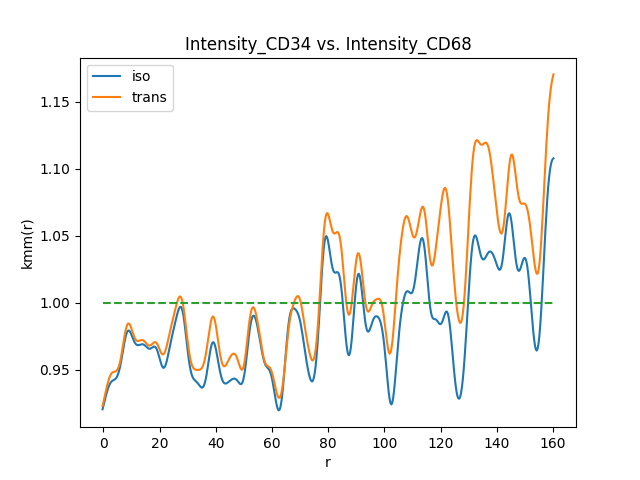 Intensity_CD34 vs. Intensity_CD68
iso
trans
1.15
1.10
1.05
1.00
0.95
kmm(r)
0 20 40 60 80 100 120 140 160
r